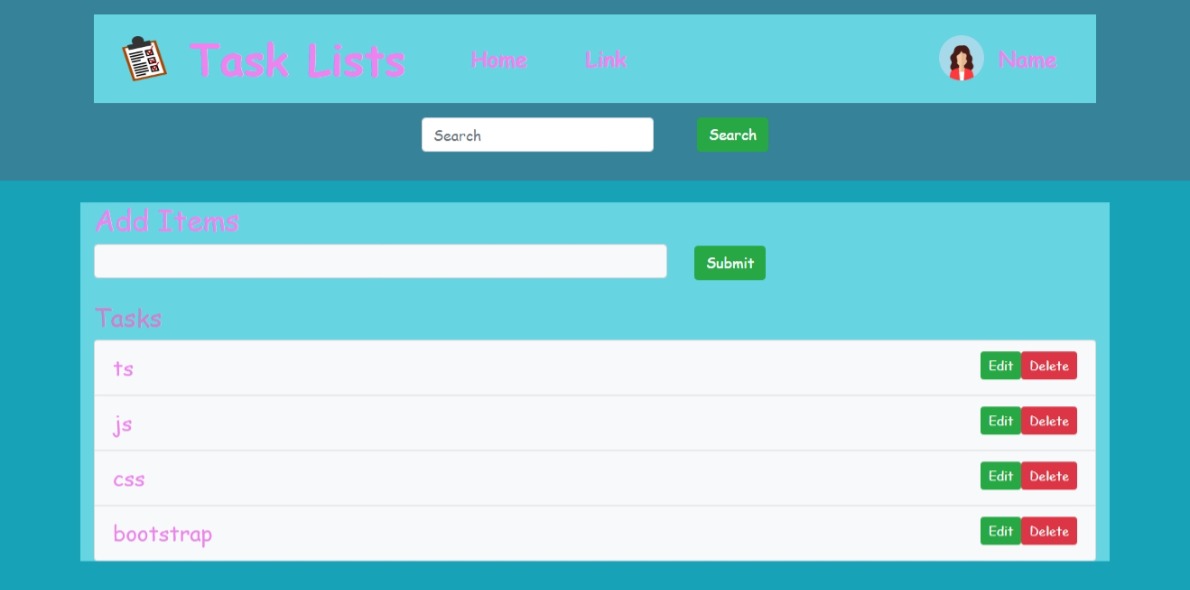 Task Lists Home Link Name
Search Search
Add Items
Submit
Tasks
ts Edit Delete
js Edit Delete
css Edit Delete
bootstrap Edit Delete